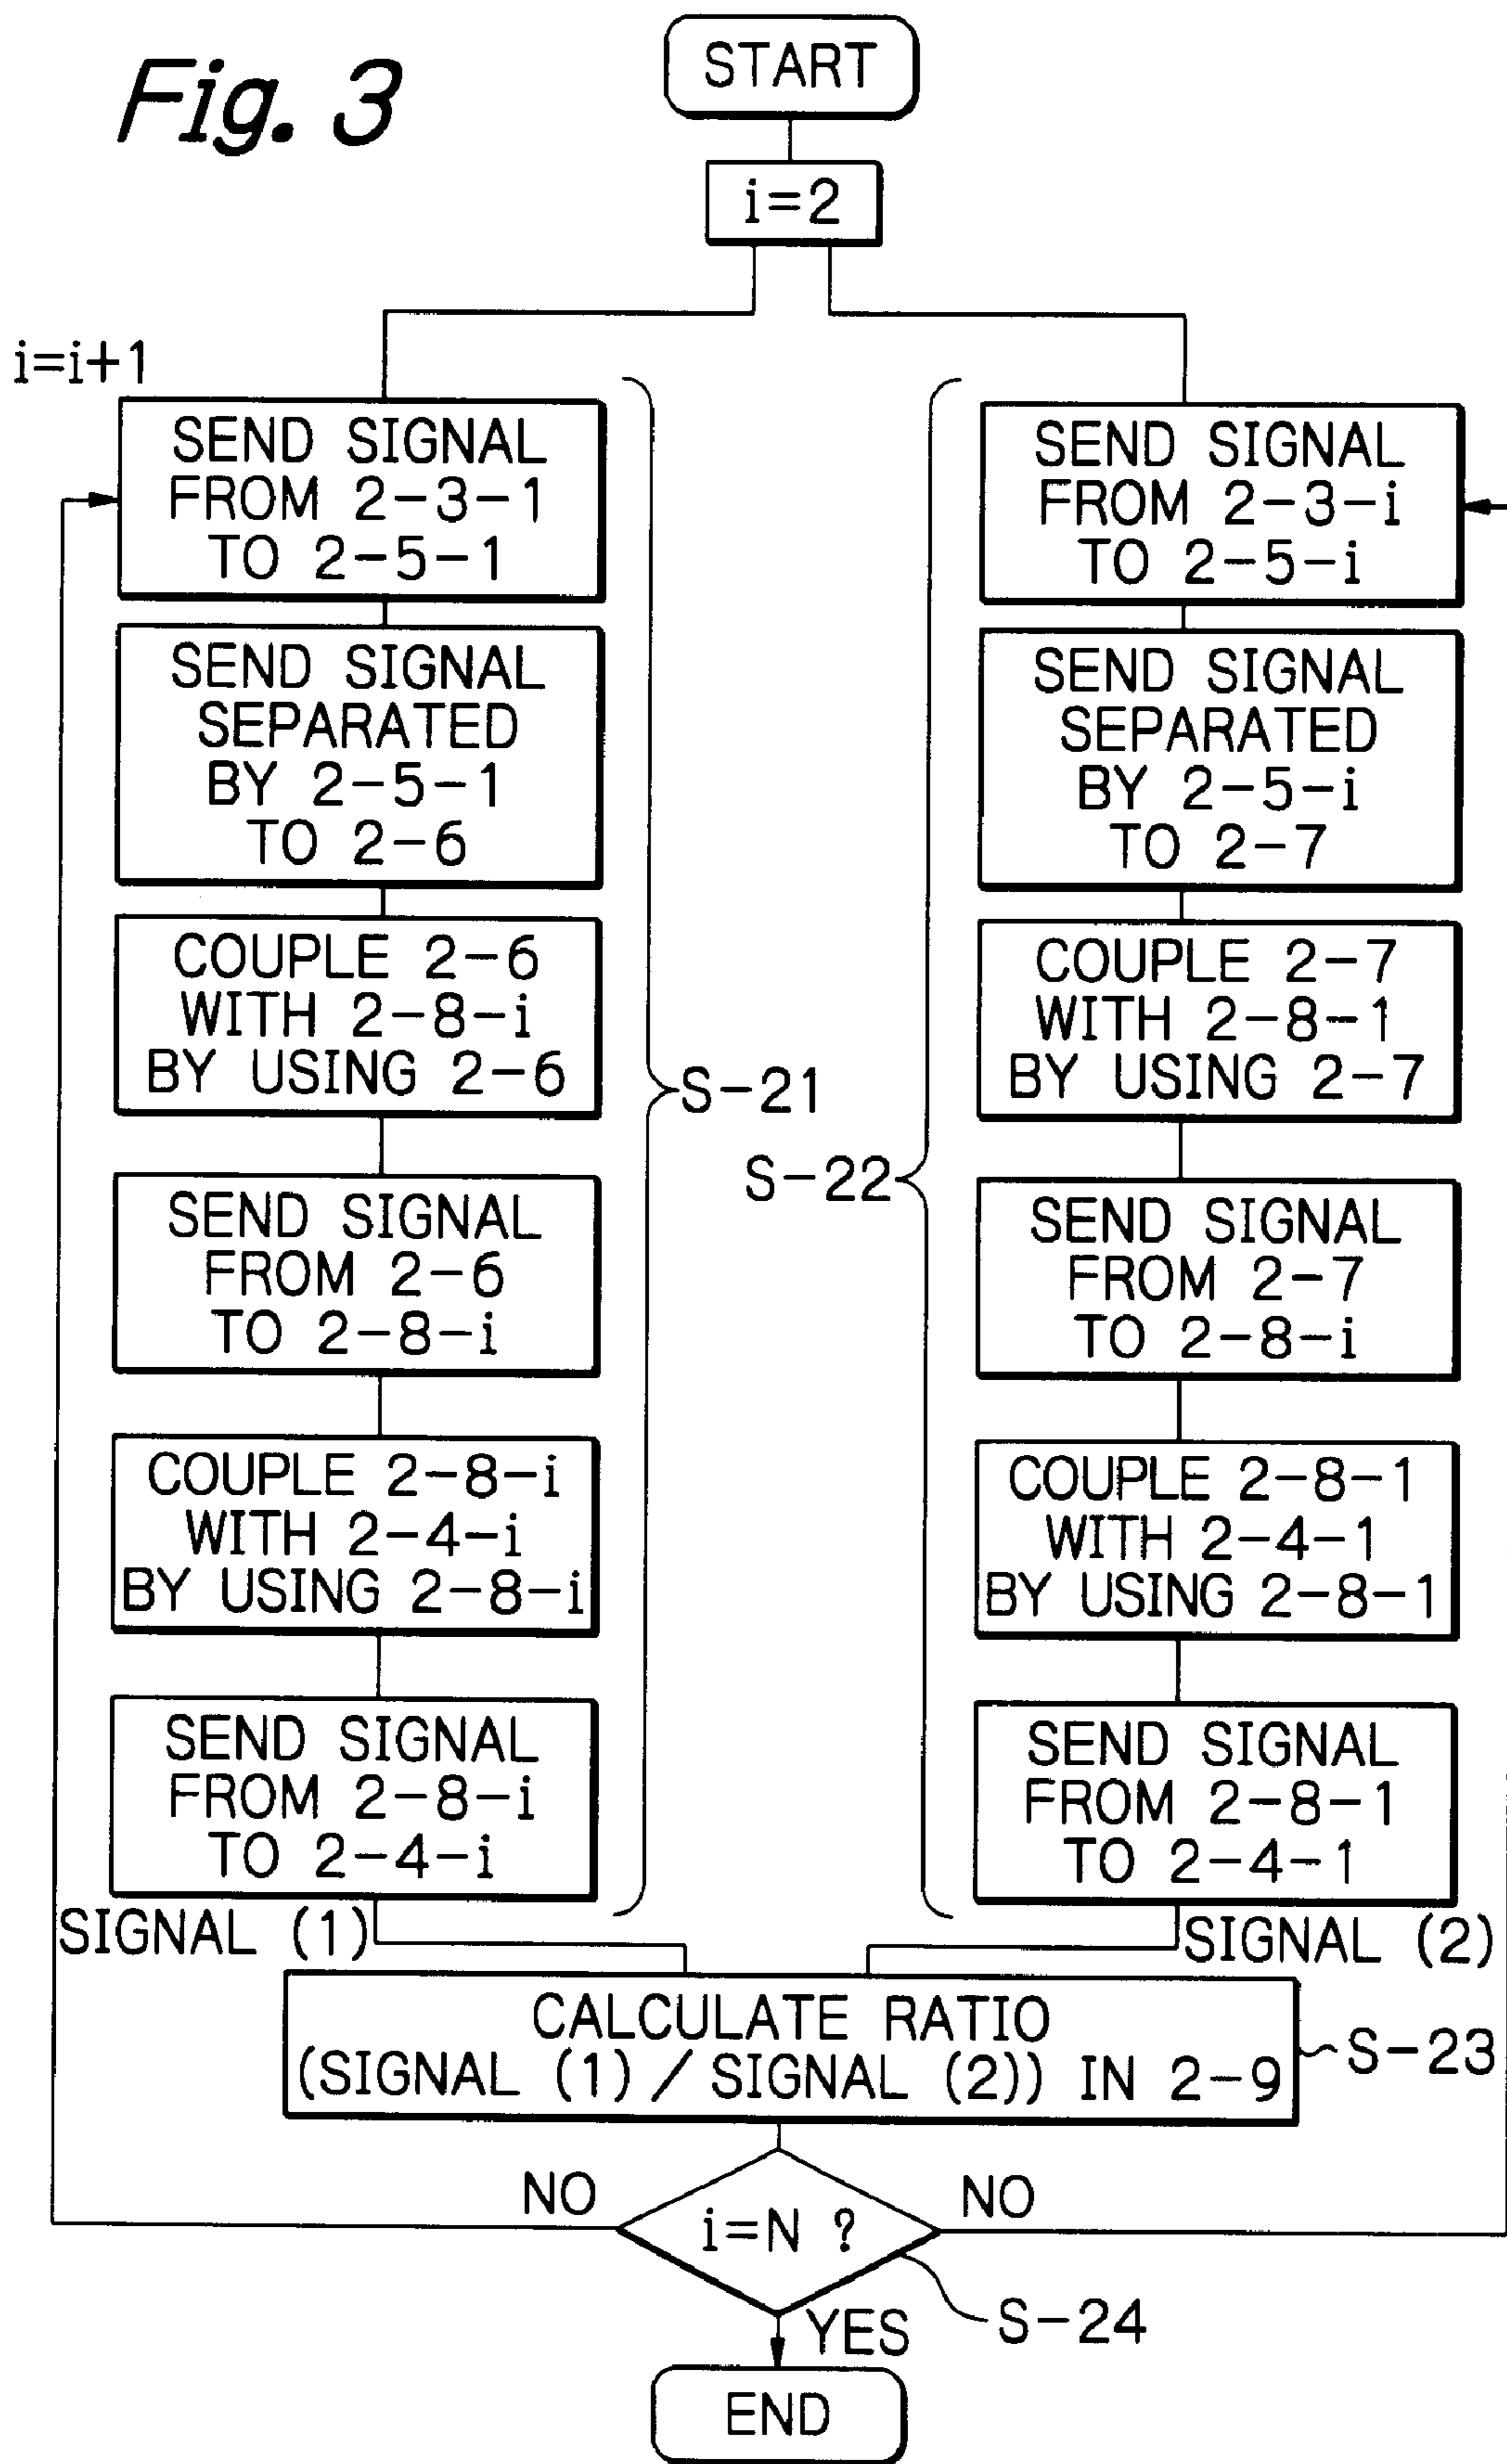 Fig. 3
START
i=2
i=i+1
SEND SIGNAL
FROM 2-3-1
TO 2-5-1
SEND SIGNAL
SEPARATED
BY 2-5-1
TO 2-6
COUPLE 2-6
WITH 2-8-i
BY USING 2-6
SEND SIGNAL
FROM 2-6
TO 2-8-i
COUPLE 2-8-i
WITH 2-4-i
BY USING 2-8-i
SEND SIGNAL
FROM 2-8-i
TO 2-4-i
SIGNAL (1)
S-21
S-22
SEND SIGNAL
FROM 2-3-i
TO 2-5-i
SEND SIGNAL
SEPARATED
BY 2-5-i
TO 2-7
COUPLE 2-7
WITH 2-8-1
BY USING 2-7
SEND SIGNAL
FROM 2-7
TO 2-8-i
COUPLE 2-8-1
WITH 2-4-1
BY USING 2-8-1
SEND SIGNAL
FROM 2-8-1
TO 2-4-1
SIGNAL (2)
CALCULATE RATIO
(SIGNAL (1) / SIGNAL (2)) IN 2-9
S-23
NO
i=N ?
NO
S-24
YES
END